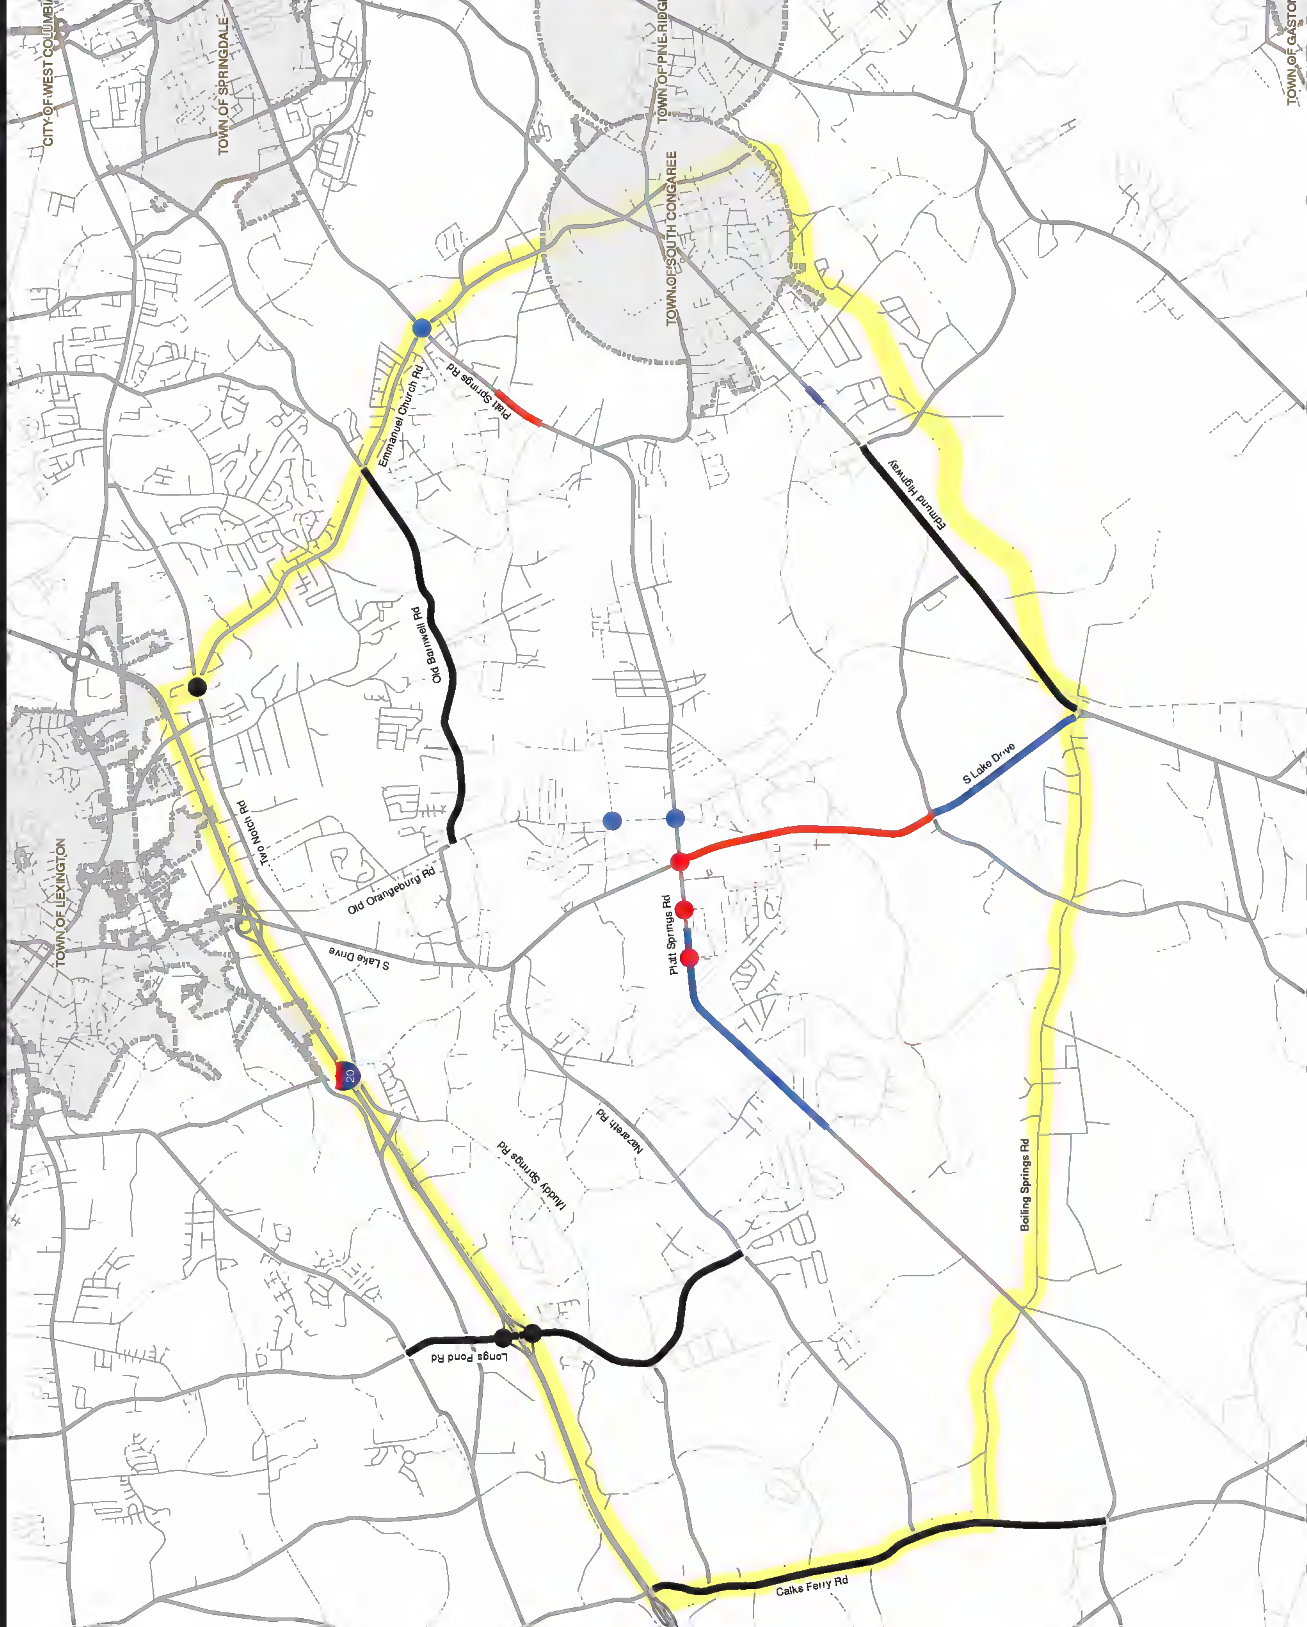 CITY OF WEST COLUMBIA
TOWN OF SPRINGDALE
TOWN OF PINE RIDGE
TOWN OF GASTON
TOWN OF SOUTH CONGAREE
Emmanuel Church Rd
Platt Springs Rd
Edmund Highway
Old Barnwell Rd
S Lake Drive
Two Notch Rd
TOWN OF LEXINGTON
Old Orangeburg Rd
S Lake Drive
Platt Springs Rd
20
Nazareth Rd
Muddy Springs Rd
Boiling Springs Rd
Longs Pond Rd
Calks Ferry Rd